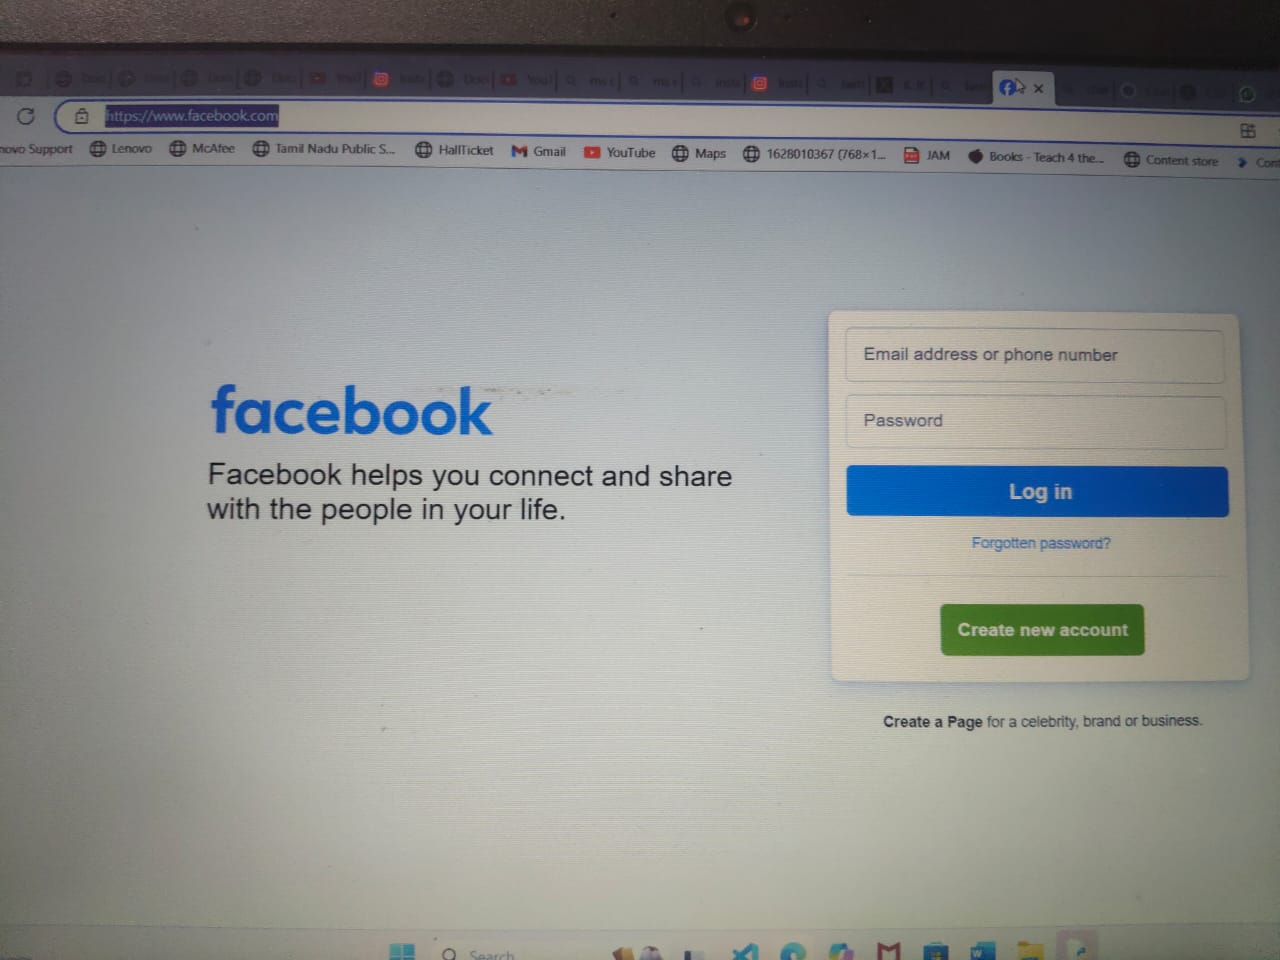 https://www.facebook.com
novo Support Lenovo McAfee Tamil Nadu Public S... HallTicket Gmail YouTube Maps 1628010367 (768×1... JAM Books - Teach 4 the... Content store
facebook
Facebook helps you connect and share
with the people in your life.
Email address or phone number
Password
Log in
Forgotten password?
Create new account
Create a Page for a celebrity, brand or business.
Search